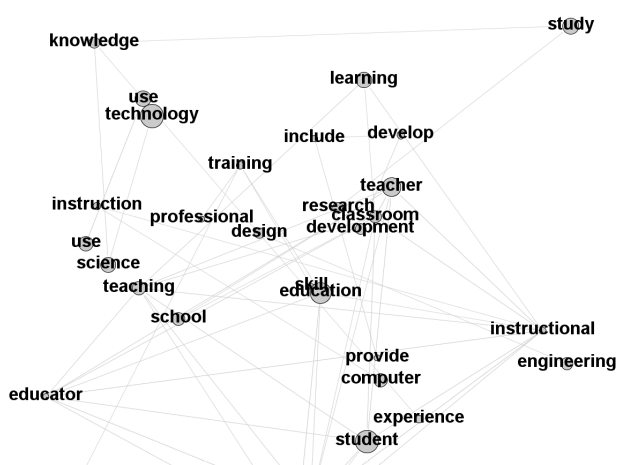 study
knowledge
learning
use
technology
include
develop
training
teacher
instruction
research
professional
classroom
design
development
use
science
teaching
skill
education
school
instructional
provide
engineering
computer
educator
experience
student